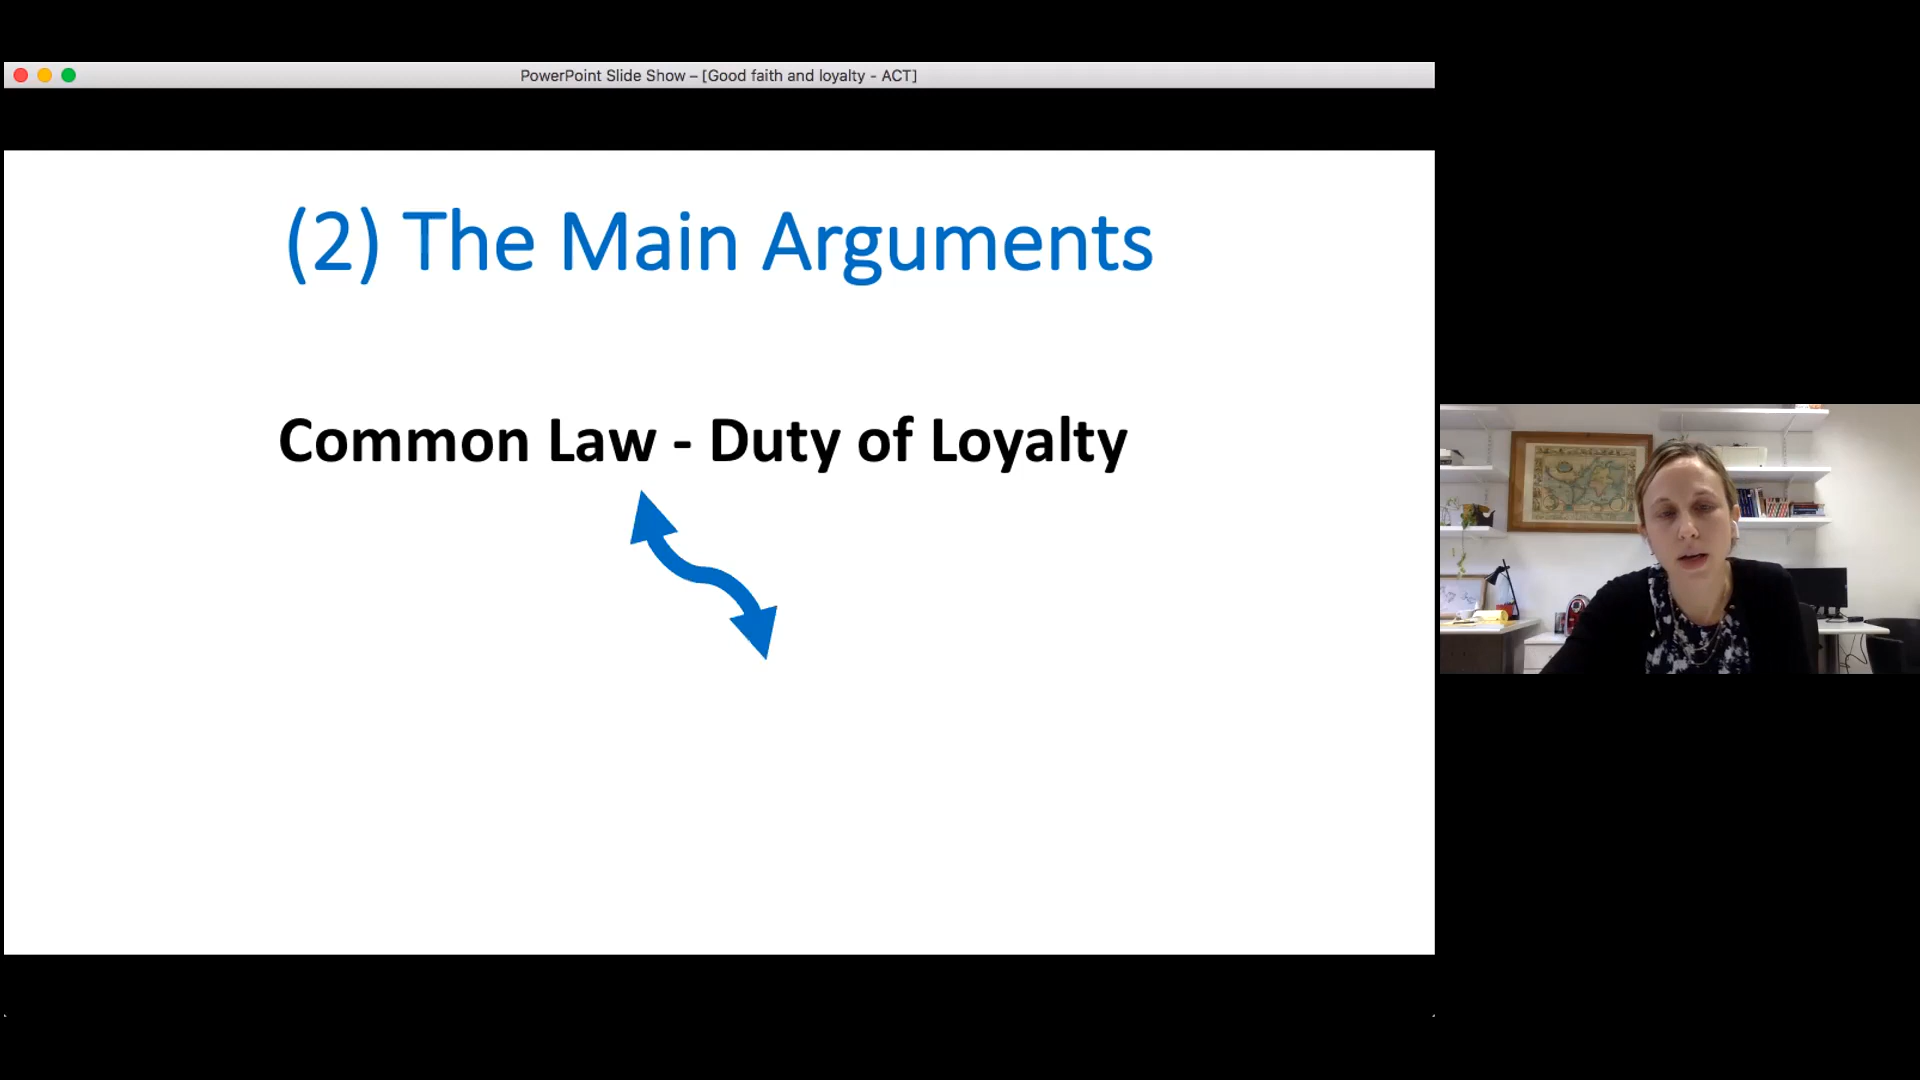 PowerPoint Slide Show – [Good faith and loyalty - ACT]
(2) The Main Arguments
Common Law - Duty of Loyalty